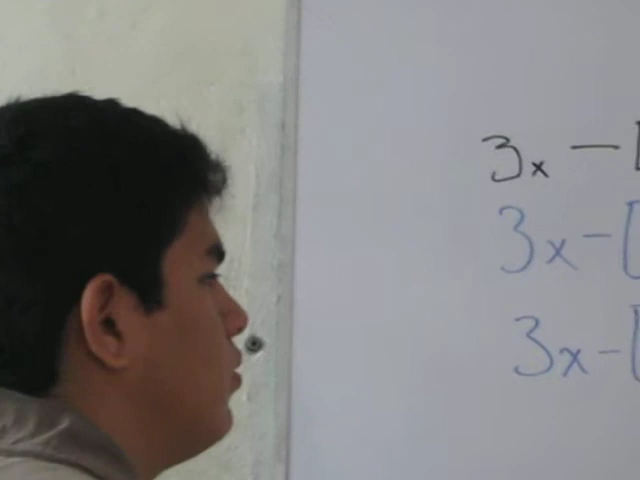 3x - [
3x - [
3x - [